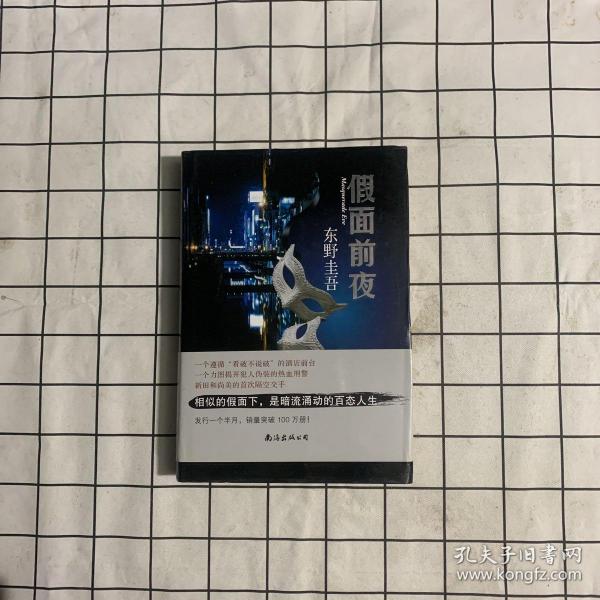 假面前夜
Masquerade Eve
东野圭吾
一个遵循“看破不说破”的酒店前台
一个力图揭开犯人伪装的热血刑警
新田和尚美的首次隔空交手
相似的假面下，是暗流涌动的百态人生
发行一个半月，销量突破100万册！
南海出版公司
孔夫子旧书网
www.kongfz.com